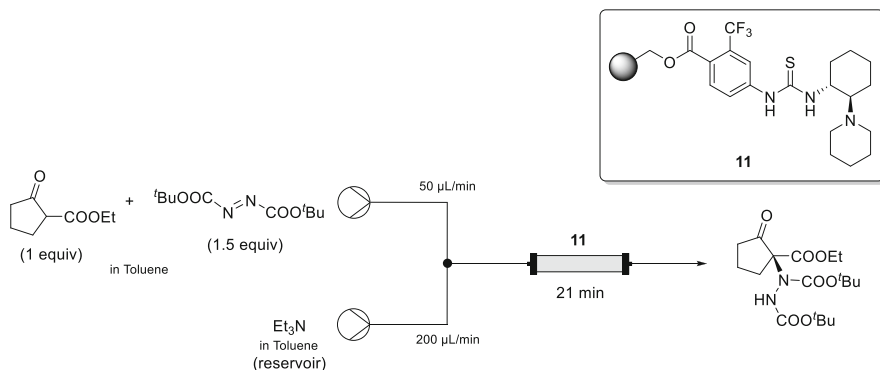 O
O
CF₃
O
S
N
H
N
H
N
11
O
COOEt
(1 equiv)
+
ᵗBuOOC
N=N
COOᵗBu
(1.5 equiv)
in Toluene
50 µL/min
11
21 min
Et₃N
in Toluene
(reservoir)
200 µL/min
O
COOEt
N
COOᵗBu
HN
COOᵗBu